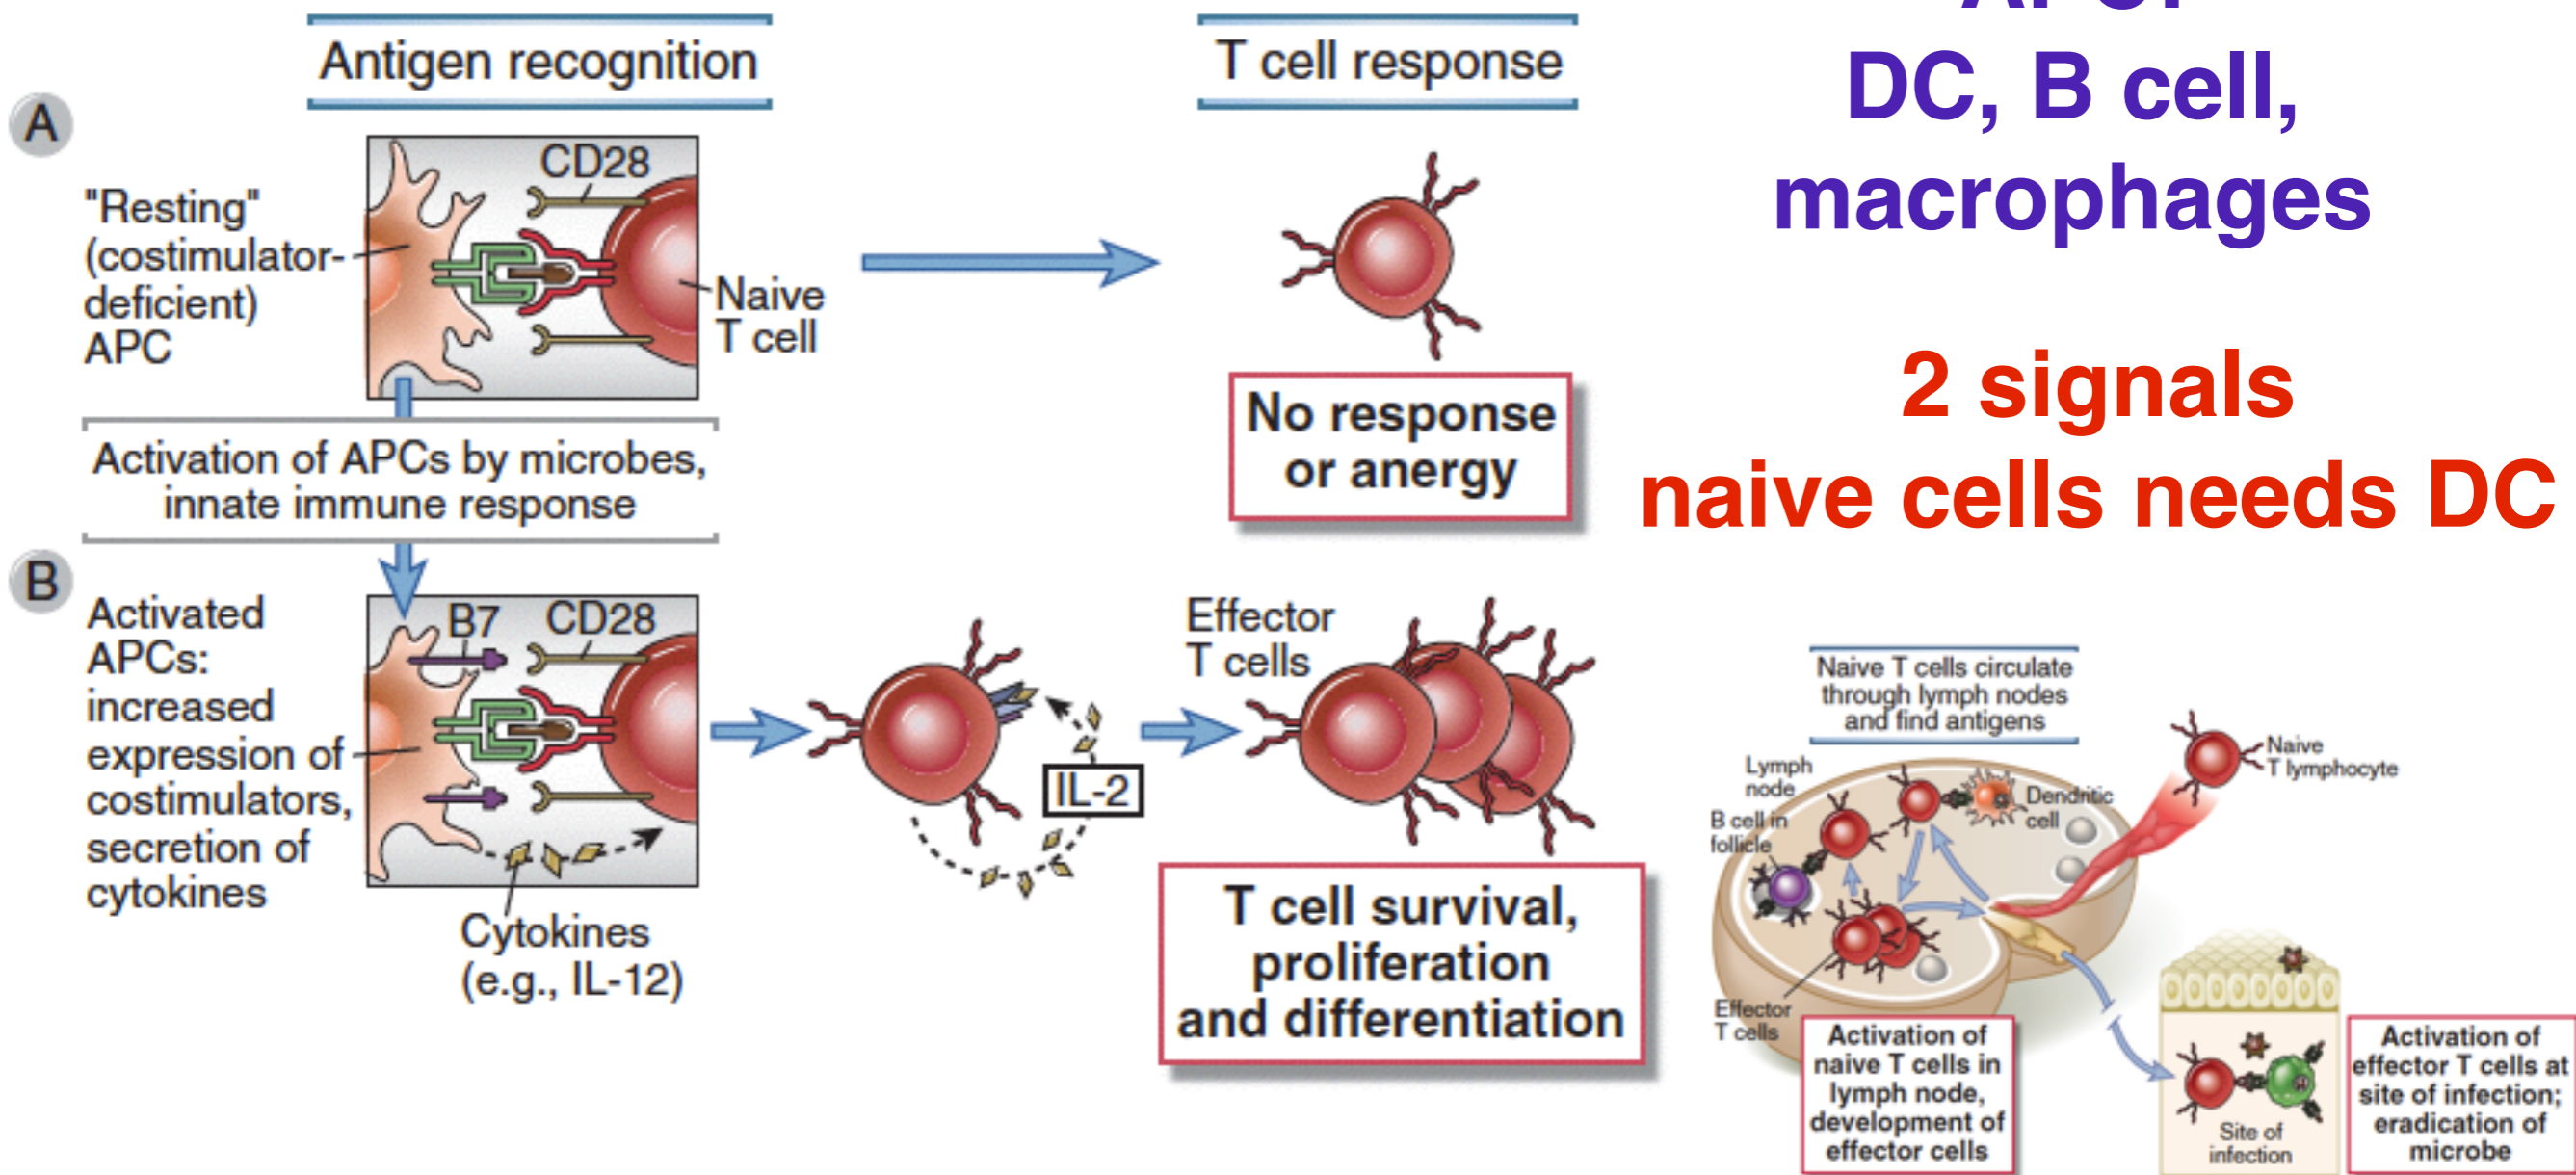 Antigen recognition
T cell response
A
"Resting"
(costimulator-
deficient)
APC
CD28
Naive
T cell
No response
or anergy
Activation of APCs by microbes,
innate immune response
B
Activated
APCs:
increased
expression of
costimulators,
secretion of
cytokines
B7
CD28
Cytokines
(e.g., IL-12)
IL-2
Effector
T cells
T cell survival,
proliferation
and differentiation
DC, B cell,
macrophages
2 signals
naive cells needs DC
Naive T cells circulate
through lymph nodes
and find antigens
Lymph
node
B cell in
follicle
Dendritic
cell
Naive
T lymphocyte
Effector
T cells
Activation of
naive T cells in
lymph node,
development of
effector cells
Site of
infection
Activation of
effector T cells at
site of infection;
eradication of
microbe